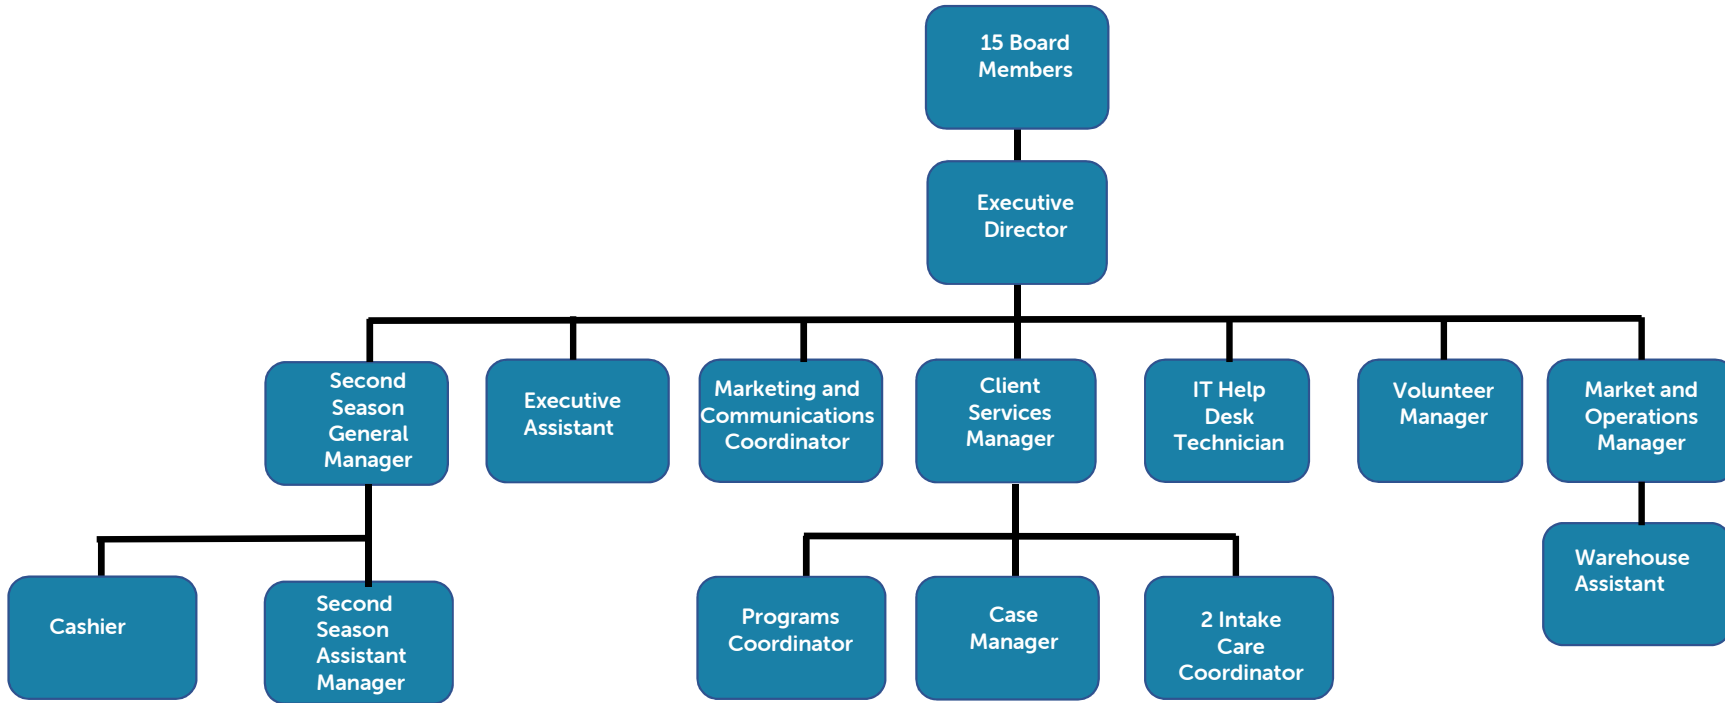 15 Board
Members
Executive
Director
Second
Season
General
Manager
Executive
Assistant
Marketing and
Communications
Coordinator
Client
Services
Manager
IT Help
Desk
Technician
Volunteer
Manager
Market and
Operations
Manager
Cashier
Second
Season
Assistant
Manager
Programs
Coordinator
Case
Manager
2 Intake
Care
Coordinator
Warehouse
Assistant